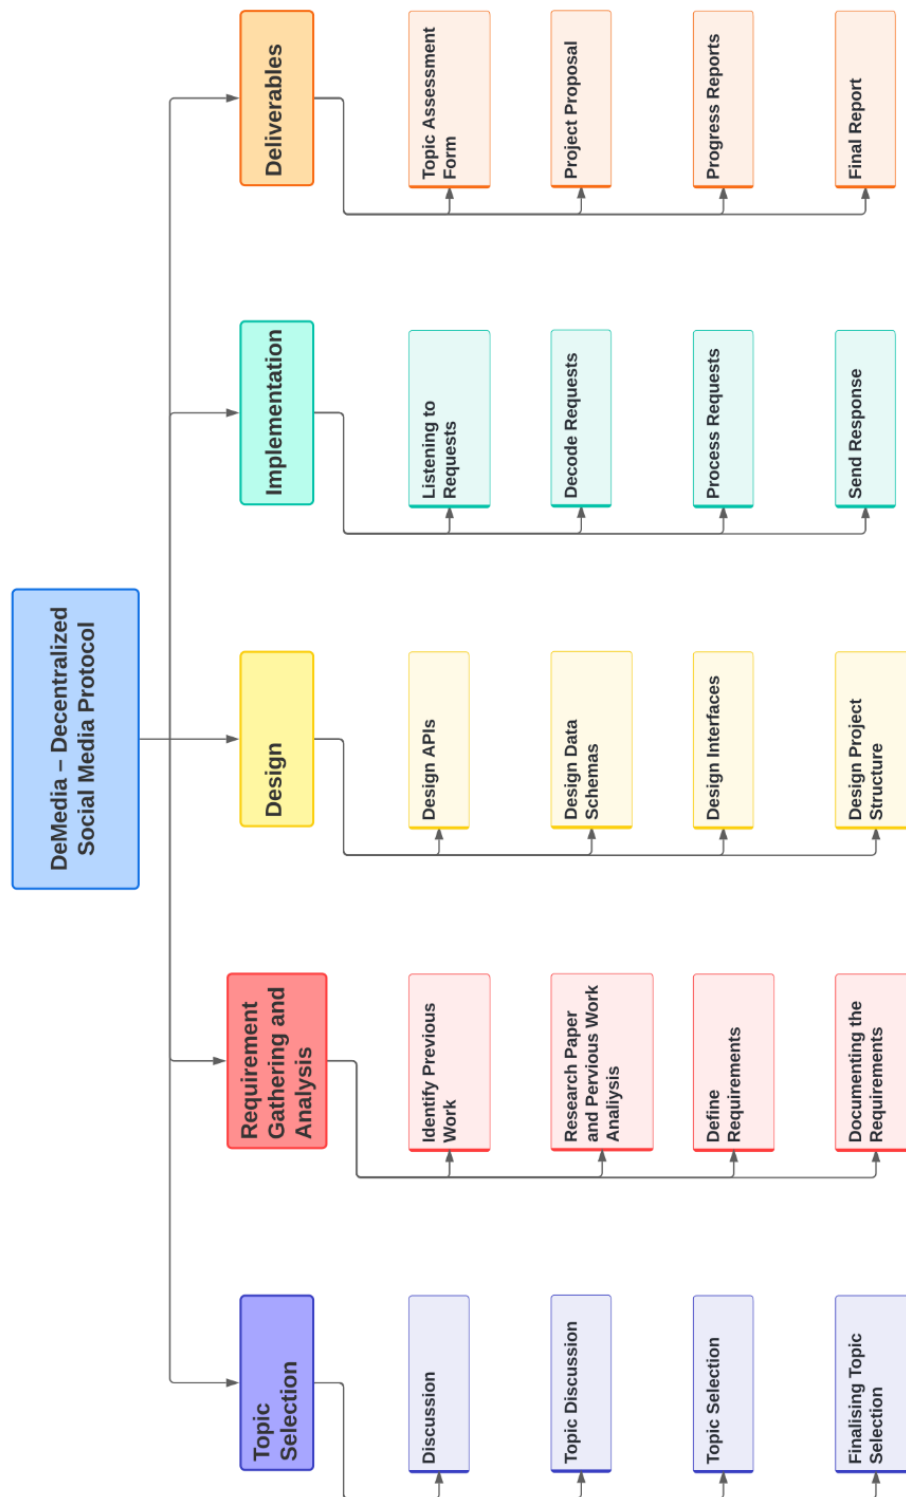 DeMedia – Decentralized
Social Media Protocol
Topic
Selection
Discussion
Topic Discussion
Topic Selection
Finalising Topic
Selection
Requirement
Gathering and
Analysis
Identify Previous
Work
Research Paper
and Pervious Work
Analiysis
Define
Requirements
Documenting the
Requirements
Design
Design APIs
Design Data
Schemas
Design Interfaces
Design Project
Structure
Implementation
Listening to
Requests
Decode Requests
Process Requests
Send Response
Deliverables
Topic Assessment
Form
Project Proposal
Progress Reports
Final Report